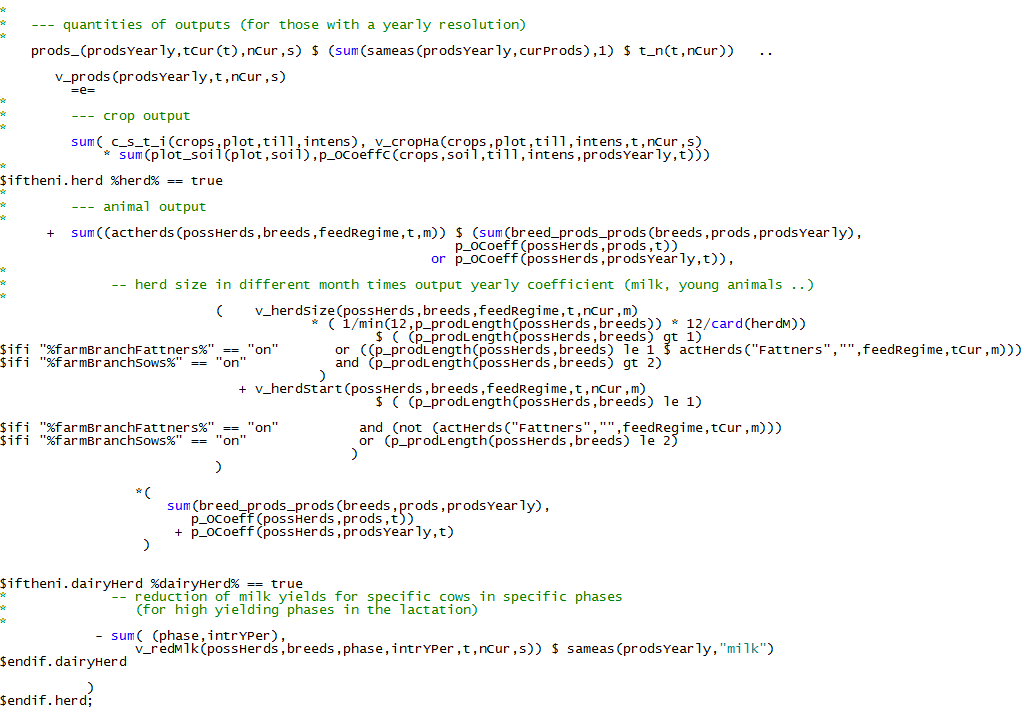 *
*   --- quantities of outputs (for those with a yearly resolution)
*
    prods_(prodsYearly,tCur(t),nCur,s) $ (sum(sameas(prodsYearly,curProds),1) $ t_n(t,nCur))   ..

       v_prods(prodsYearly,t,nCur,s)
         =e=
*
*        --- crop output
*
         sum( c_s_t_i(crops,plot,till,intens), v_cropHa(crops,plot,till,intens,t,nCur,s)
             * sum(plot_soil(plot,soil),p_OCoeffC(crops,soil,till,intens,prodsYearly,t)))
*
$iftheni.herd %herd% == true
*
*        --- animal output
*
      +  sum((actherds(possHerds,breeds,feedRegime,t,m)) $ (sum(breed_prods_prods(breeds,prods,prodsYearly),
                                                         p_OCoeff(possHerds,prods,t))
                                                      or p_OCoeff(possHerds,prodsYearly,t)),
*
*             -- herd size in different month times output yearly coefficient (milk, young animals ..)
*
                           (    v_herdSize(possHerds,breeds,feedRegime,t,nCur,m)
                                       * ( 1/min(12,p_prodLength(possHerds,breeds)) * 12/card(herdM))
                                               $ ( (p_prodLength(possHerds,breeds) gt 1)
$ifi "%farmBranchFattners%" == "on"       or ((p_prodLength(possHerds,breeds) le 1 $ actHerds("Fattners","",feedRegime,tCur,m)))
$ifi "%farmBranchSows%" == "on"           and (p_prodLength(possHerds,breeds) gt 2)
                                        )
                              + v_herdStart(possHerds,breeds,feedRegime,t,nCur,m)
                                               $ ( (p_prodLength(possHerds,breeds) le 1)

$ifi "%farmBranchFattners%" == "on"          and (not (actHerds("Fattners","",feedRegime,tCur,m)))
$ifi "%farmBranchSows%" == "on"              or (p_prodLength(possHerds,breeds) le 2)
                                            )
                           )

                 *(
                     sum(breed_prods_prods(breeds,prods,prodsYearly),
                        p_OCoeff(possHerds,prods,t))
                      + p_OCoeff(possHerds,prodsYearly,t)
                  )


$iftheni.dairyHerd %dairyHerd% == true
*             -- reduction of milk yields for specific cows in specific phases
*                (for high yielding phases in the lactation)
*
            - sum( (phase,intrYPer),
                 v_redMlk(possHerds,breeds,phase,intrYPer,t,nCur,s)) $ sameas(prodsYearly,"milk")
$endif.dairyHerd

           )
$endif.herd;